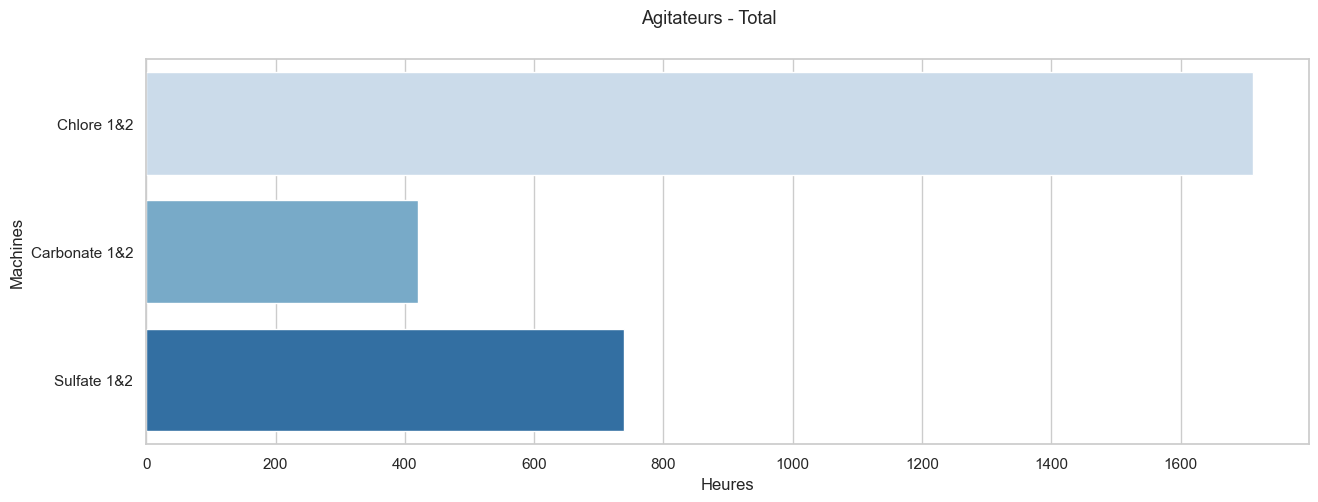 Agitateurs - Total
Machines
Chlore 1&2
Carbonate 1&2
Sulfate 1&2
0 200 400 600 800 1000 1200 1400 1600
Heures